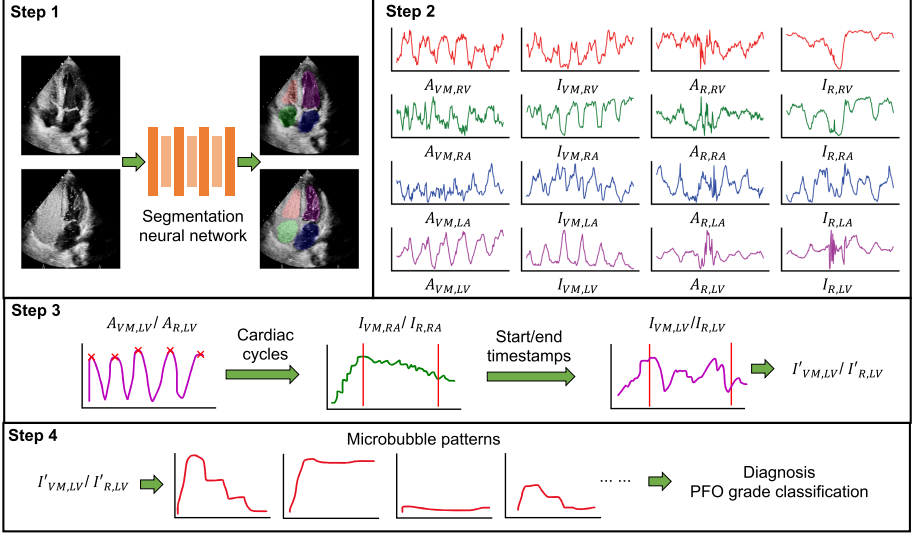 Step 1
Segmentation
neural network
Step 2
A_{VM,RV} I_{VM,RV} A_{R,RV} I_{R,RV}
A_{VM,RA} I_{VM,RA} A_{R,RA} I_{R,RA}
A_{VM,LA} I_{VM,LA} A_{R,LA} I_{R,LA}
A_{VM,LV} I_{VM,LV} A_{R,LV} I_{R,LV}
Step 3
A_{VM,LV}/ A_{R,LV}
Cardiac
cycles
I_{VM,RA}/ I_{R,RA}
Start/end
timestamps
I_{VM,LV}/I_{R,LV}
I'_{VM,LV}/ I'_{R,LV}
Step 4
Microbubble patterns
I'_{VM,LV}/ I'_{R,LV}
... ...
Diagnosis
PFO grade classification